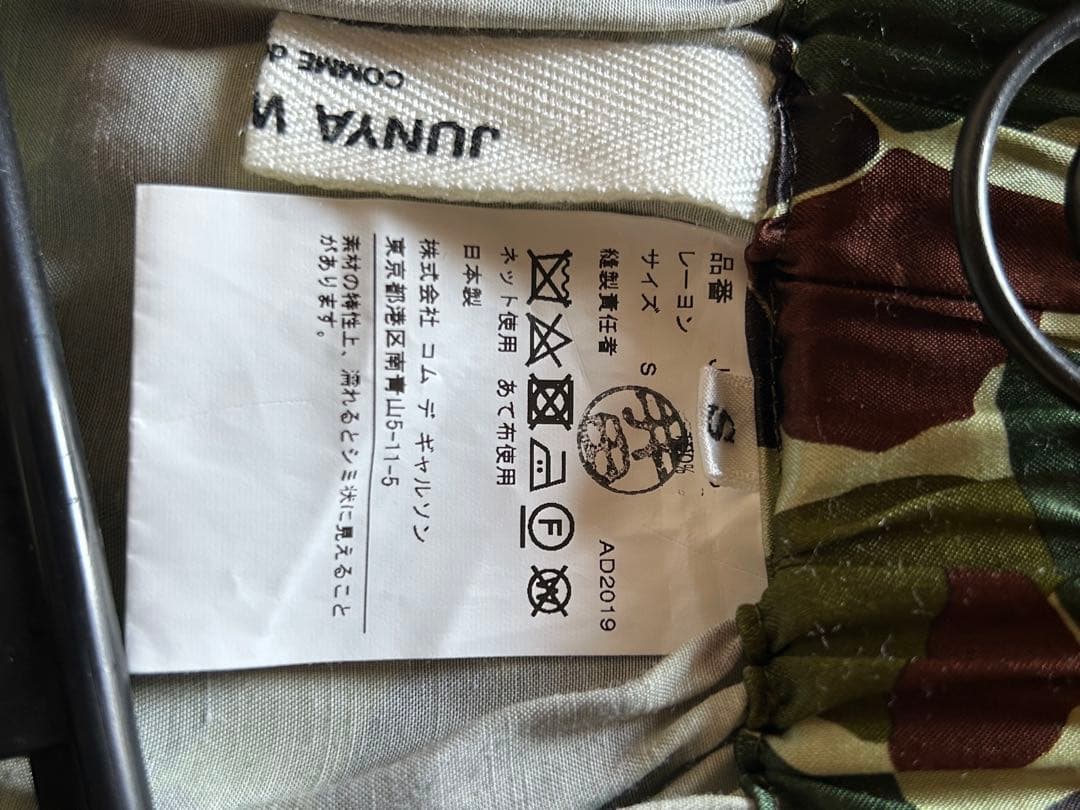 JUNYA W
COMME d
S
品番
レーヨン 100%
サイズ S
縫製責任者
AD2019
F
W
ネット使用 あて布使用
日本製
株式会社 コム デ ギャルソン
東京都港区南青山5-11-5
素材の特性上、濡れるとシミ状に見えること
があります。